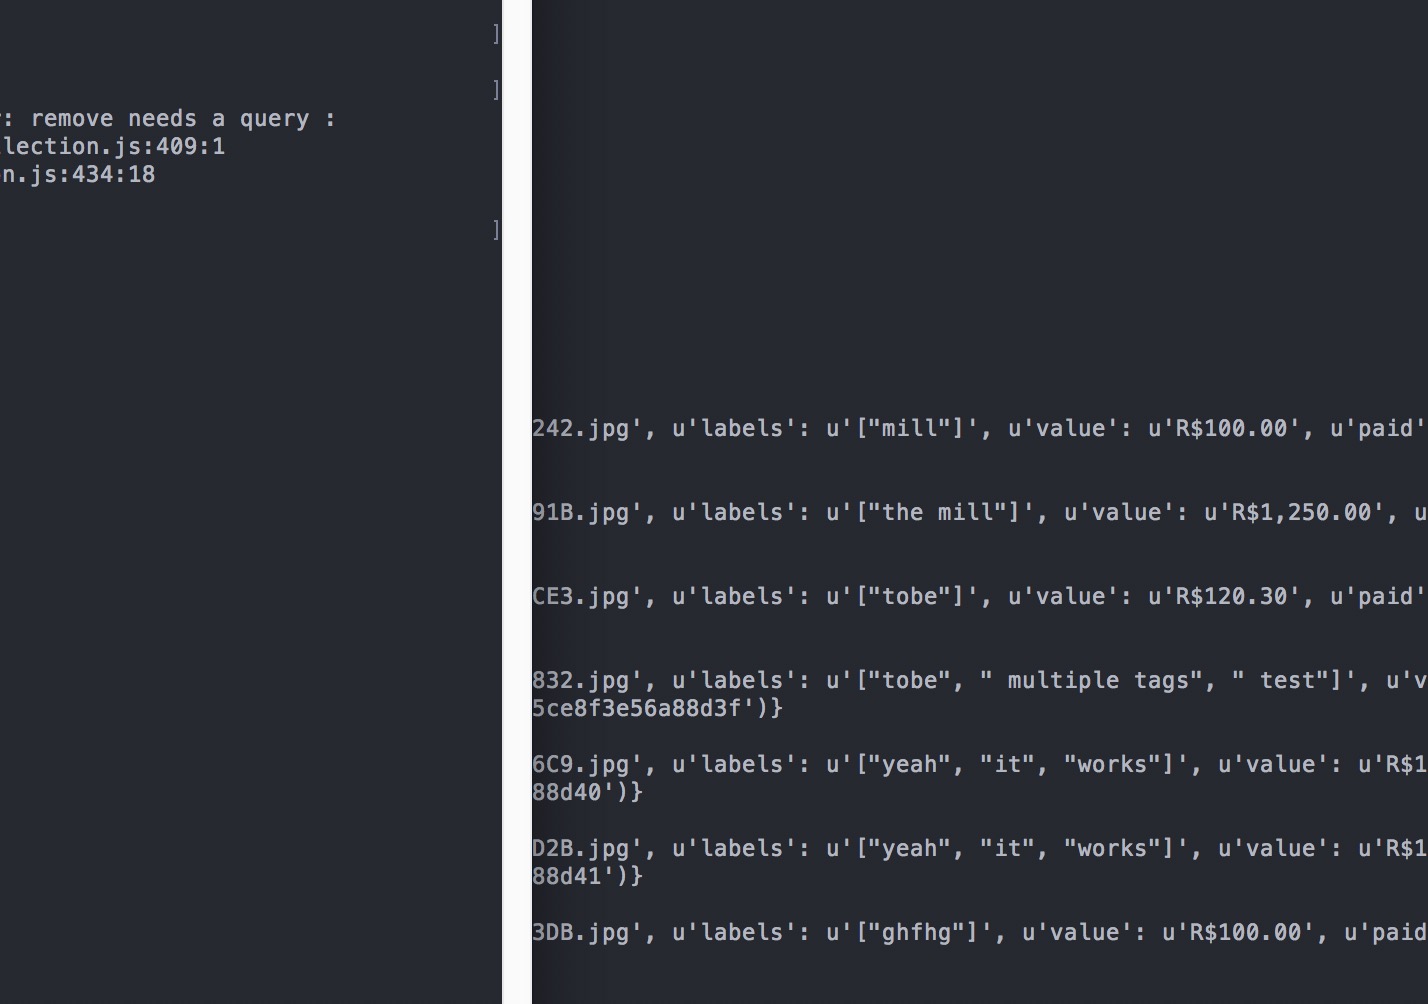 ]
]
: remove needs a query :
lection.js:409:1
n.js:434:18
]
242.jpg', u'labels': u'["mill"]', u'value': u'R$100.00', u'paid'
91B.jpg', u'labels': u'["the mill"]', u'value': u'R$1,250.00', u
CE3.jpg', u'labels': u'["tobe"]', u'value': u'R$120.30', u'paid'
832.jpg', u'labels': u'["tobe", " multiple tags", " test"]', u'v
5ce8f3e56a88d3f')}
6C9.jpg', u'labels': u'["yeah", "it", "works"]', u'value': u'R$1
88d40')}
D2B.jpg', u'labels': u'["yeah", "it", "works"]', u'value': u'R$1
88d41')}
3DB.jpg', u'labels': u'["ghfhg"]', u'value': u'R$100.00', u'paid